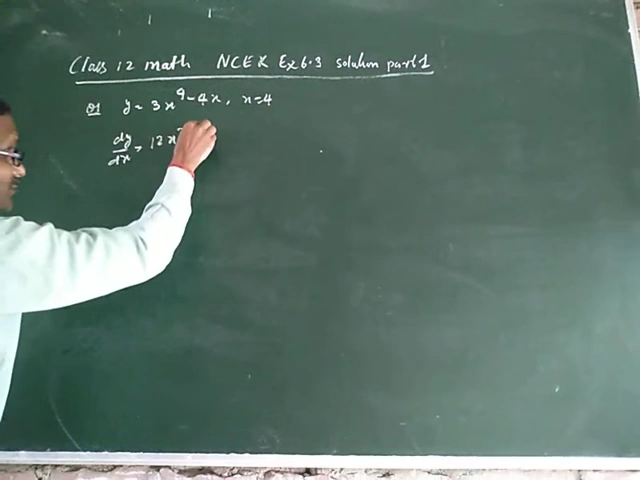 Class 12 math NCERT Ex 6.3 solution part 1
Q1 y = 3x⁴ - 4x, x = 4
dy/dx = 12x